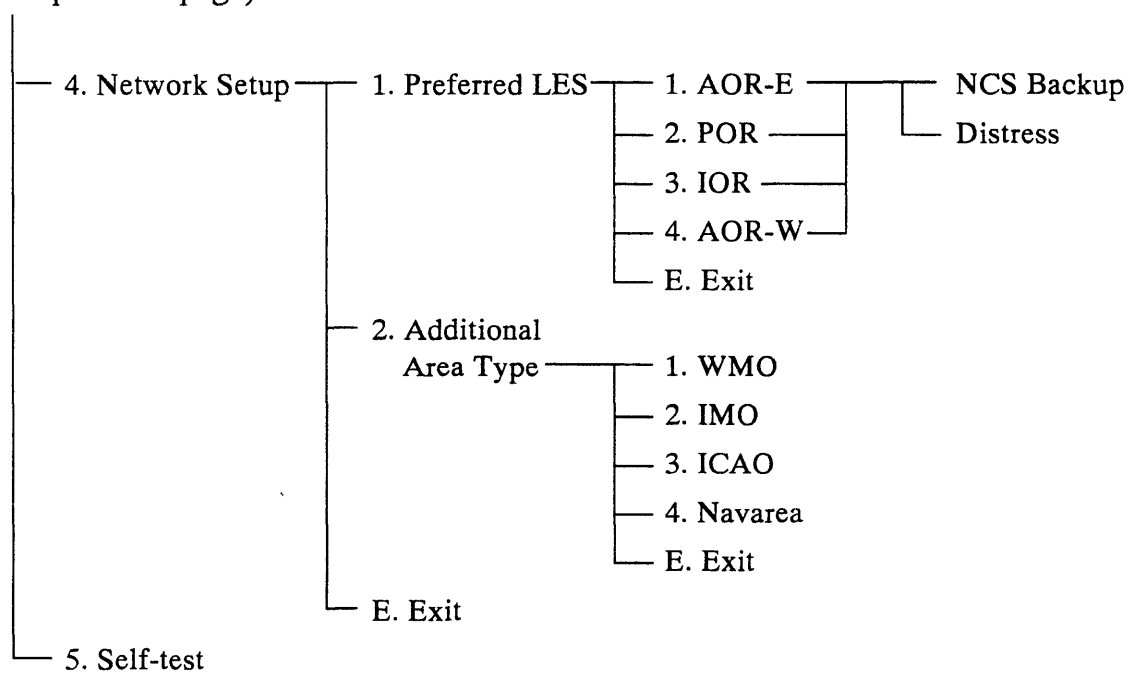 4. Network Setup 1. Preferred LES 1. AOR-E NCS Backup
2. POR Distress
3. IOR
4. AOR-W
E. Exit
2. Additional
Area Type 1. WMO
2. IMO
3. ICAO
4. Navarea
E. Exit
E. Exit
5. Self-test